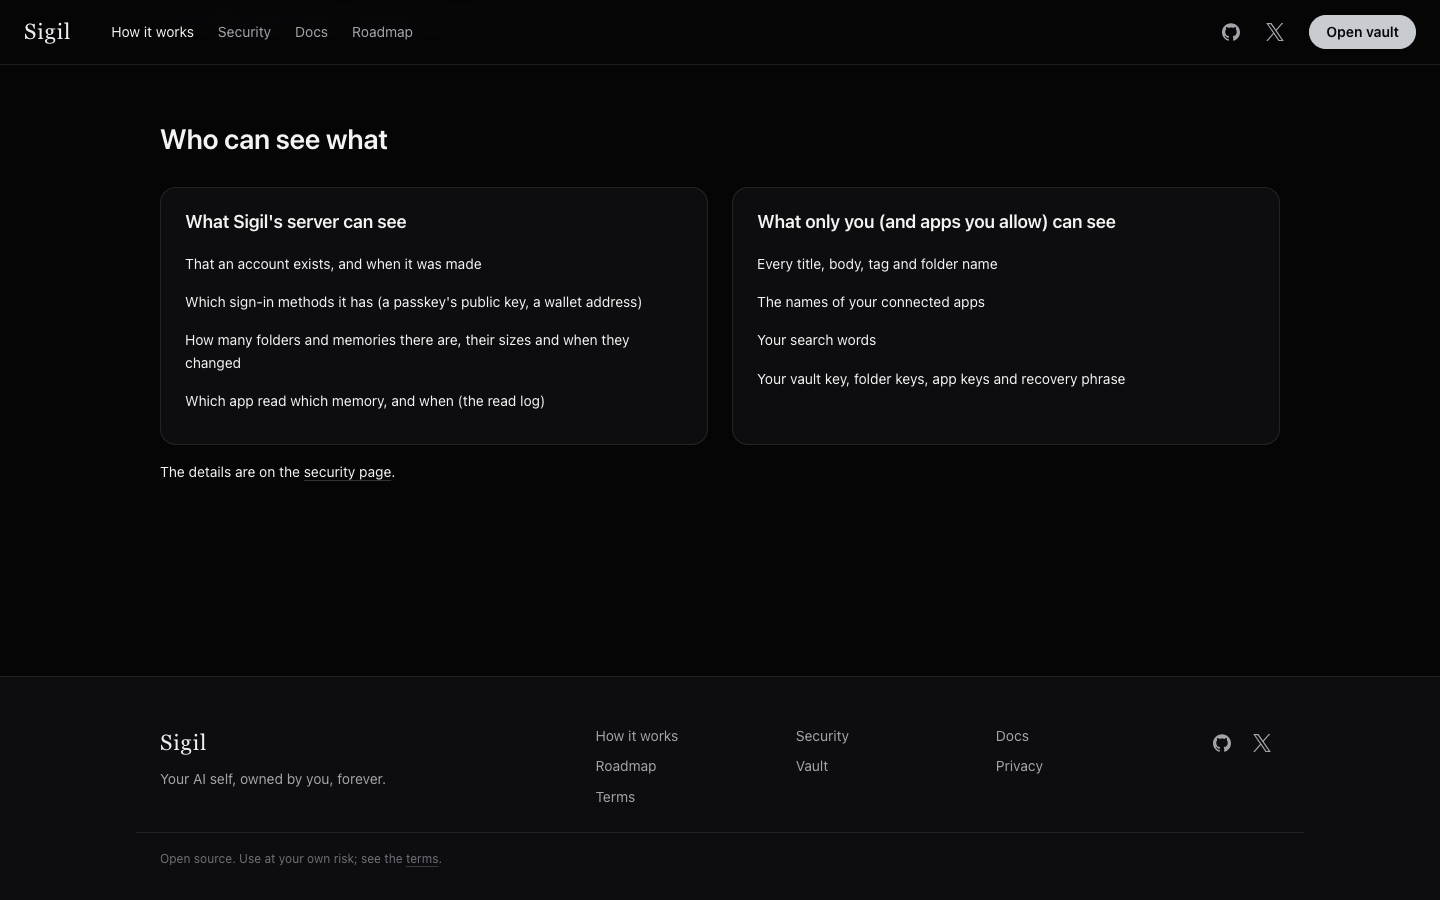 Sigil
How it works
Security
Docs
Roadmap
Open vault
Who can see what
What Sigil's server can see
That an account exists, and when it was made
Which sign-in methods it has (a passkey's public key, a wallet address)
How many folders and memories there are, their sizes and when they
changed
Which app read which memory, and when (the read log)
What only you (and apps you allow) can see
Every title, body, tag and folder name
The names of your connected apps
Your search words
Your vault key, folder keys, app keys and recovery phrase
The details are on the security page.
Sigil
Your AI self, owned by you, forever.
How it works
Security
Docs
Roadmap
Vault
Privacy
Terms
Open source. Use at your own risk; see the terms.